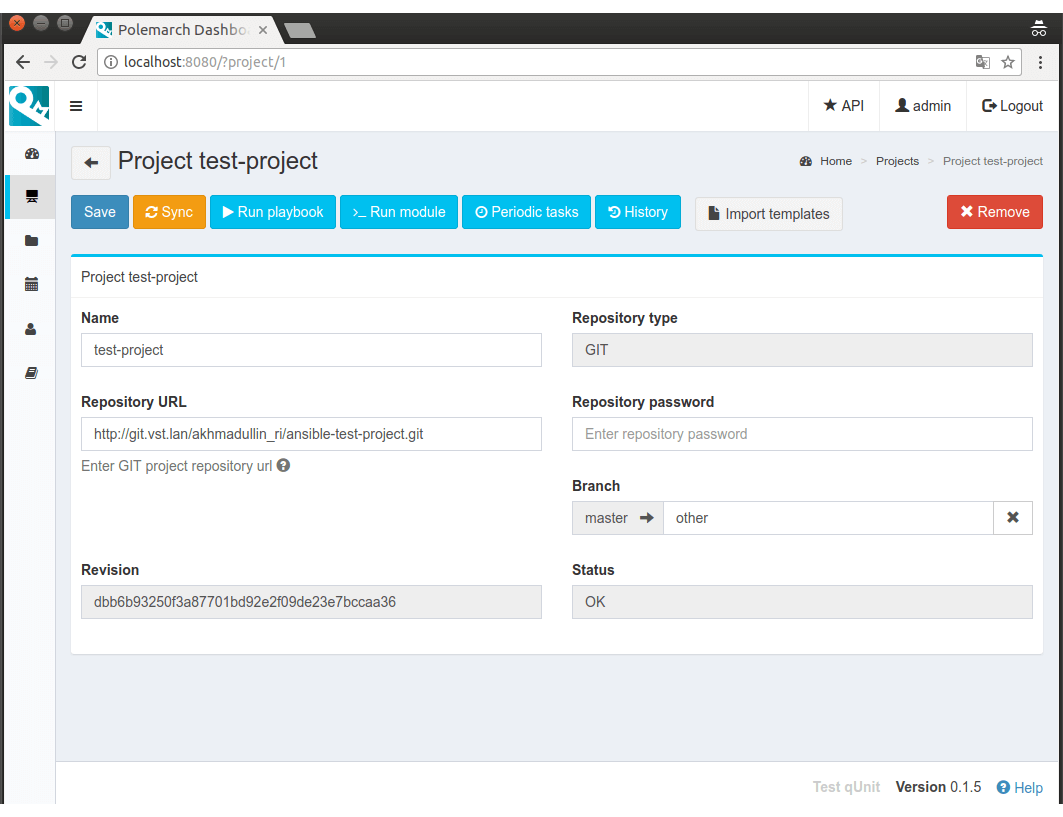 Polemarch Dashbo
localhost:8080/?project/1
API admin Logout
Project test-project
Home > Projects > Project test-project
Save Sync Run playbook >_ Run module Periodic tasks History Import templates Remove
Project test-project
Name Repository type
test-project GIT
Repository URL Repository password
http://git.vst.lan/akhmadullin_ri/ansible-test-project.git Enter repository password
Enter GIT project repository url
Branch
master other
Revision Status
dbb6b93250f3a87701bd92e2f09de23e7bccaa36 OK
Test qUnit Version 0.1.5 Help